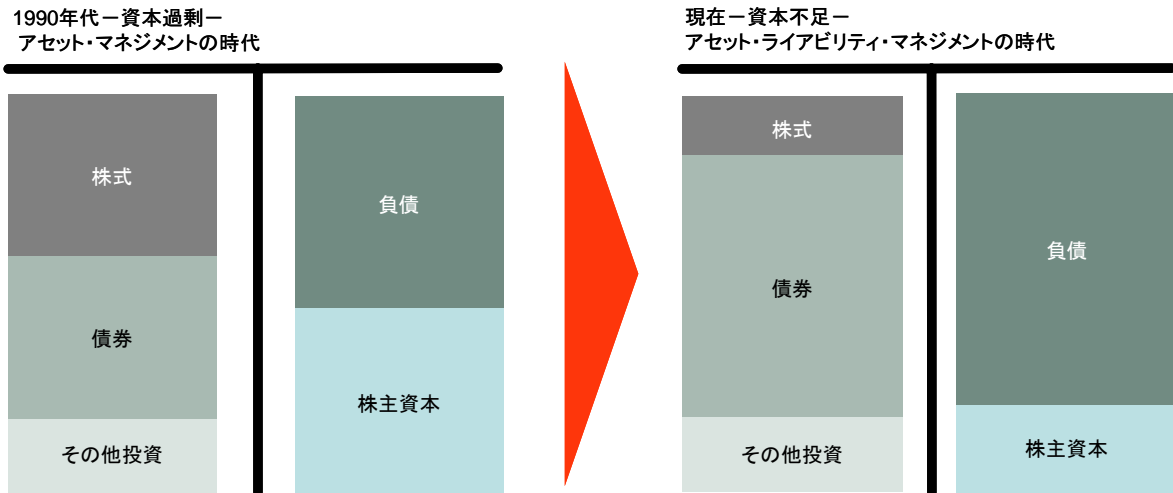 1990年代－資本過剰－
アセット・マネジメントの時代
株式
債券
その他投資
負債
株主資本
現在－資本不足－
アセット・ライアビリティ・マネジメントの時代
株式
債券
その他投資
負債
株主資本